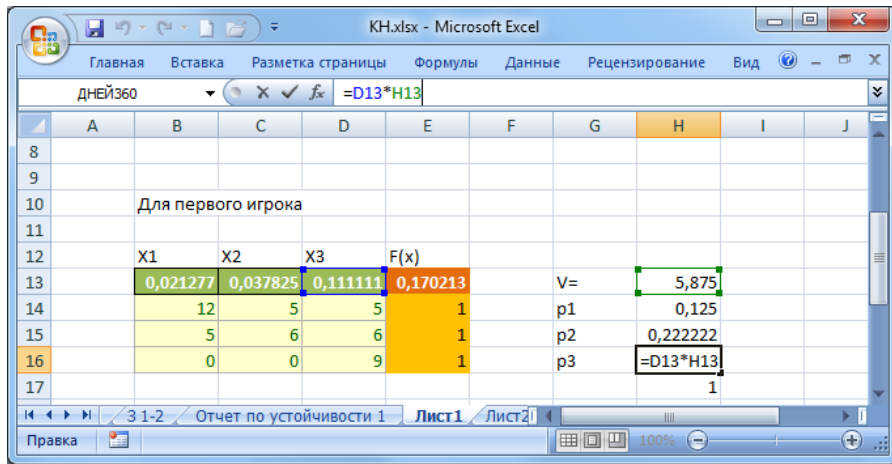 KH.xlsx - Microsoft Excel
Главная Вставка Разметка страницы Формулы Данные Рецензирование Вид
ДНЕЙ360 fx =D13*H13
A B C D E F G H I J
8
9
10 Для первого игрока
11
12 X1 X2 X3 F(x)
13 0,021277 0,037825 0,111111 0,170213 V= 5,875
14 12 5 5 1 p1 0,125
15 5 6 6 1 p2 0,222222
16 0 0 9 1 p3 =D13*H13
17 1
3 1-2 Отчет по устойчивости 1 Лист1 Лист2
Правка 100%